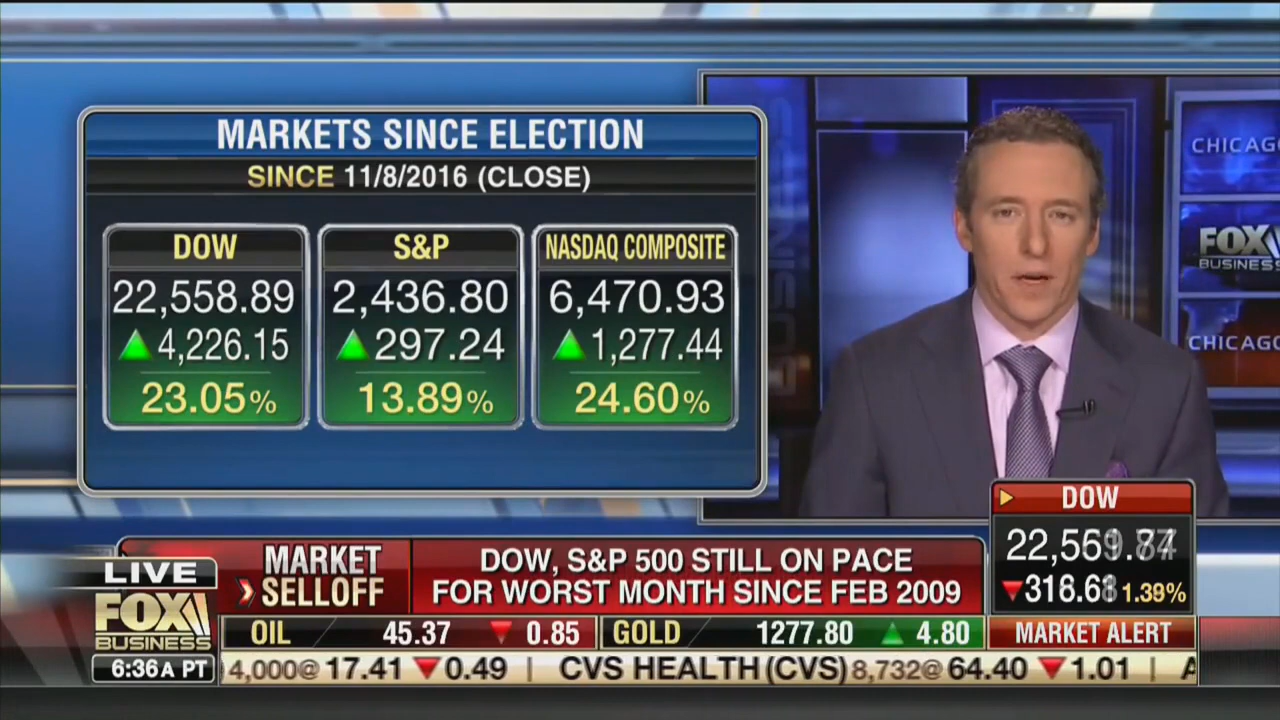 MARKETS SINCE ELECTION
SINCE 11/8/2016 (CLOSE)
DOW
22,558.89
▲ 4,226.15
23.05%
S&P
2,436.80
▲ 297.24
13.89%
NASDAQ COMPOSITE
6,470.93
▲ 1,277.44
24.60%
CHICAGO
FOX
BUSINESS
CHICAGO
DOW
▼ 1.38%
MARKET ALERT
MARKET
SELLOFF
DOW, S&P 500 STILL ON PACE
FOR WORST MONTH SINCE FEB 2009
LIVE
FOX
BUSINESS
6:36A PT
OIL 45.37 ▼ 0.85
GOLD 1277.80 ▲ 4.80
4,000@ 17.41 ▼ 0.49 | CVS HEALTH (CVS) 8,732@ 64.40 ▼ 1.01 | A